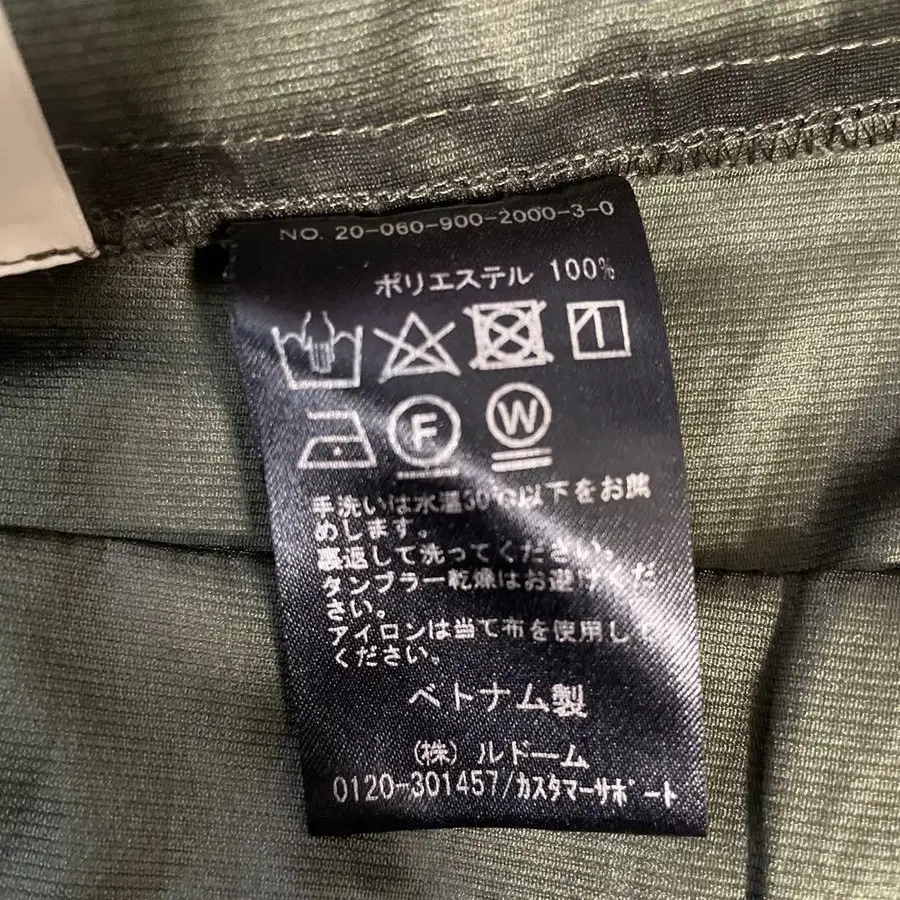 NO. 20-060-900-2000-3-0
ポリエステル 100%
F W
手洗いは水温30℃以下をお薦
めします。
裏返して洗ってください。
タンブラー乾燥はお避けくだ
さい。
アイロンは当て布を使用して
ください。
ベトナム製
(株)ルドーム
0120-301457/カスタマーサポート